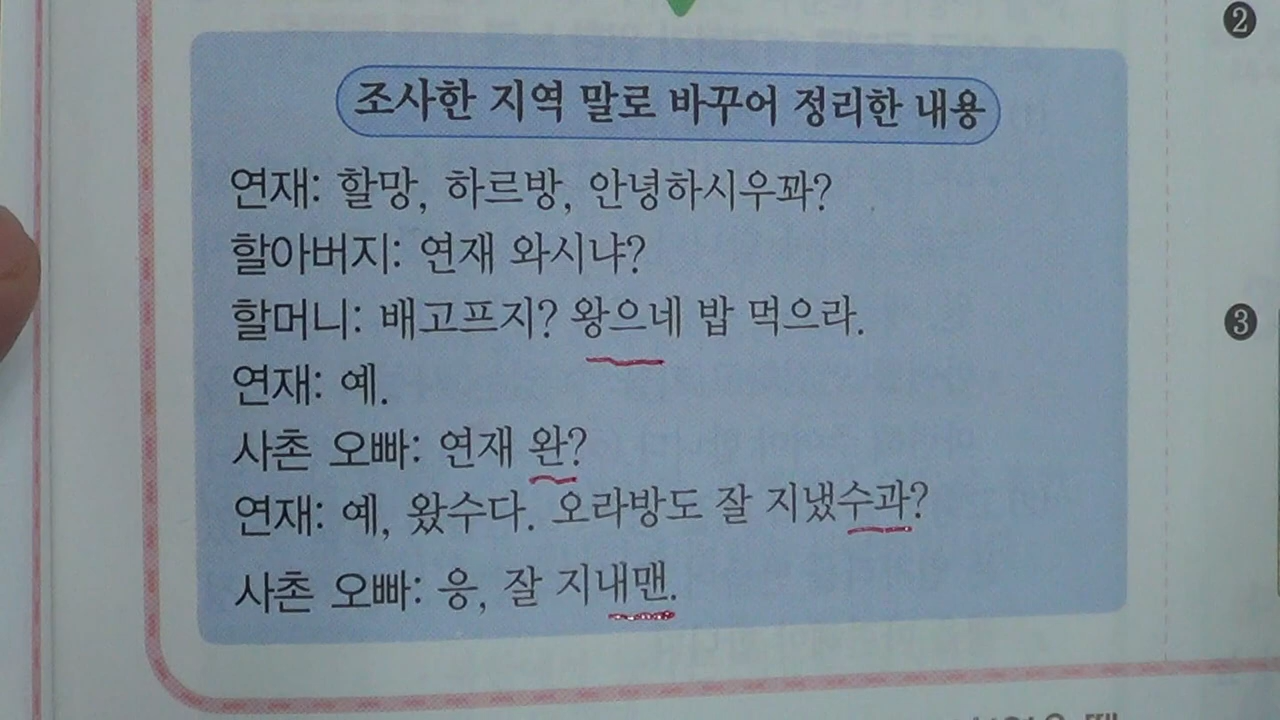 조사한 지역 말로 바꾸어 정리한 내용
연재: 할망, 하르방, 안녕하시우꽈?
할아버지: 연재 와시냐?
할머니: 배고프지? 왕으네 밥 먹으라.
연재: 예.
사촌 오빠: 연재 완?
연재: 예, 왔수다. 오라방도 잘 지냈수과?
사촌 오빠: 응, 잘 지내맨.
❷
❸